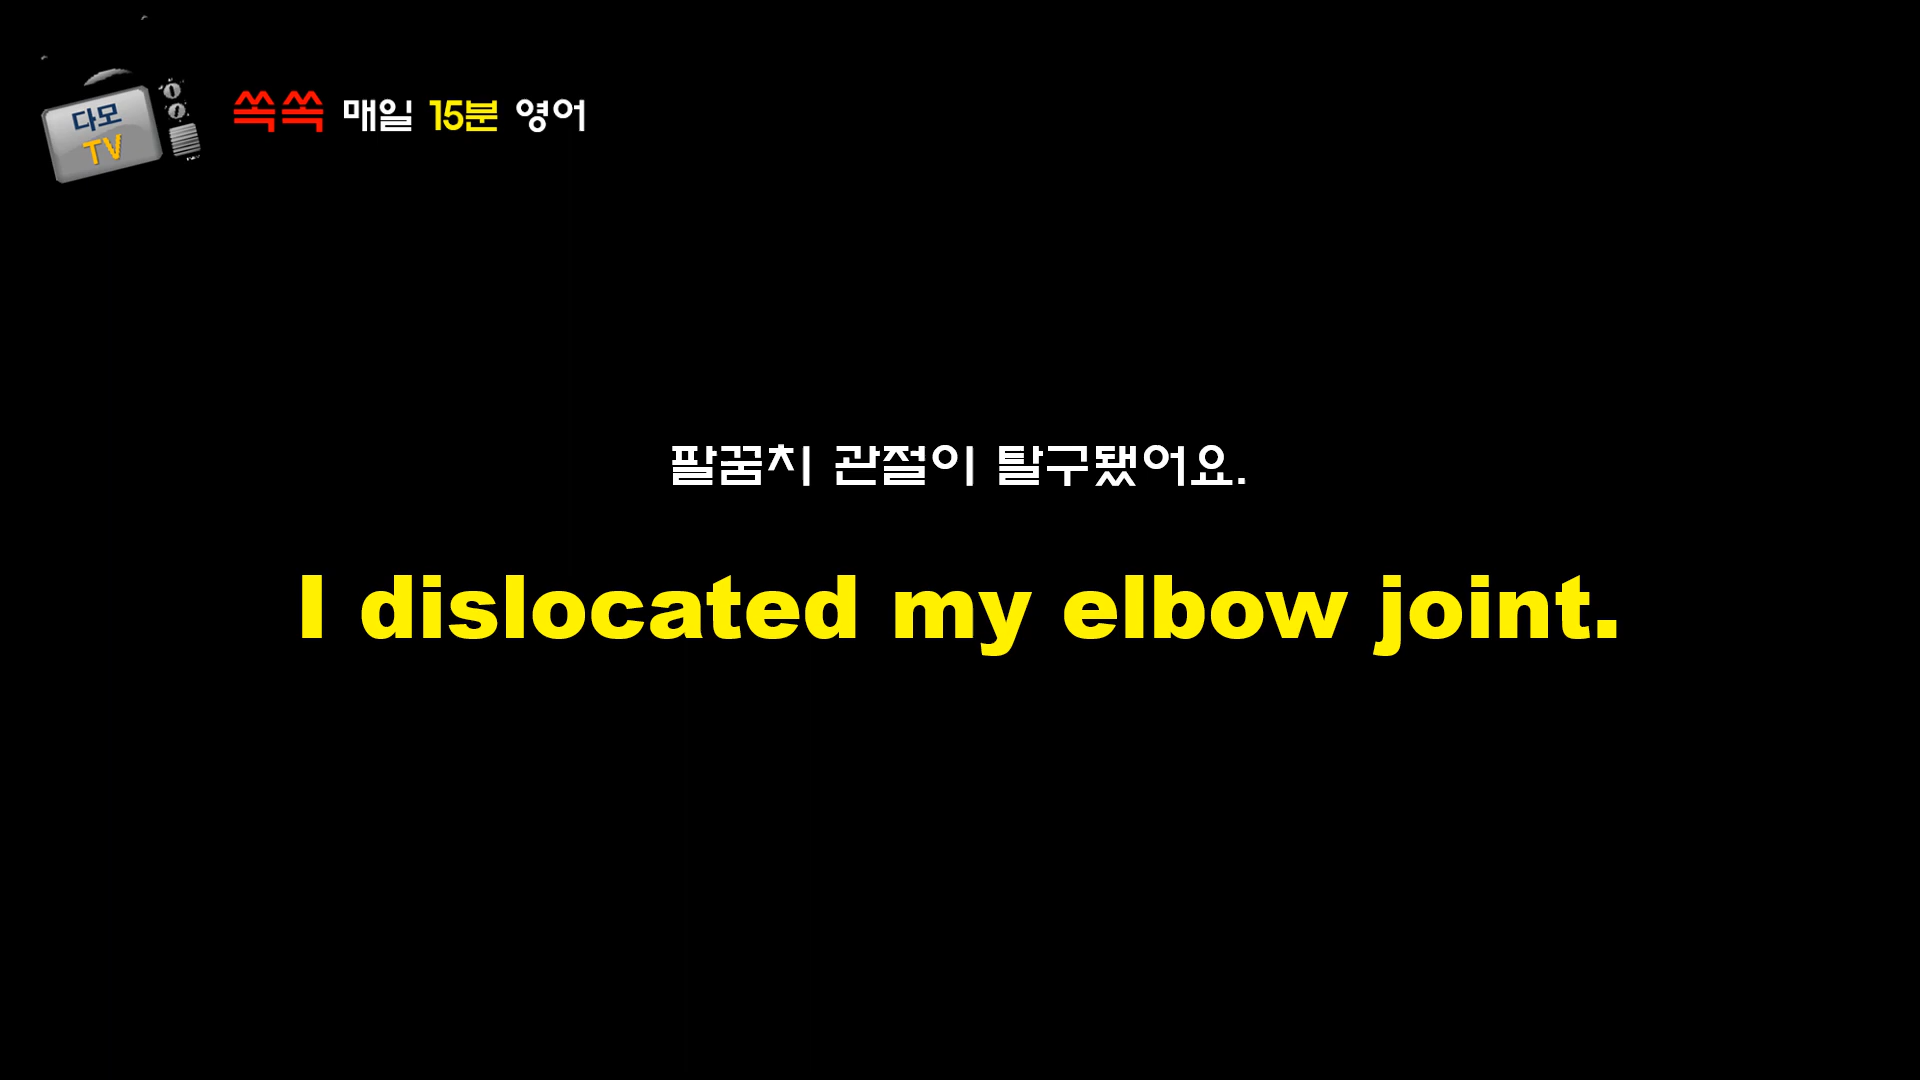 다모
TV
쏙쏙 매일 15분 영어
팔꿈치 관절이 탈구됐어요.
I dislocated my elbow joint.